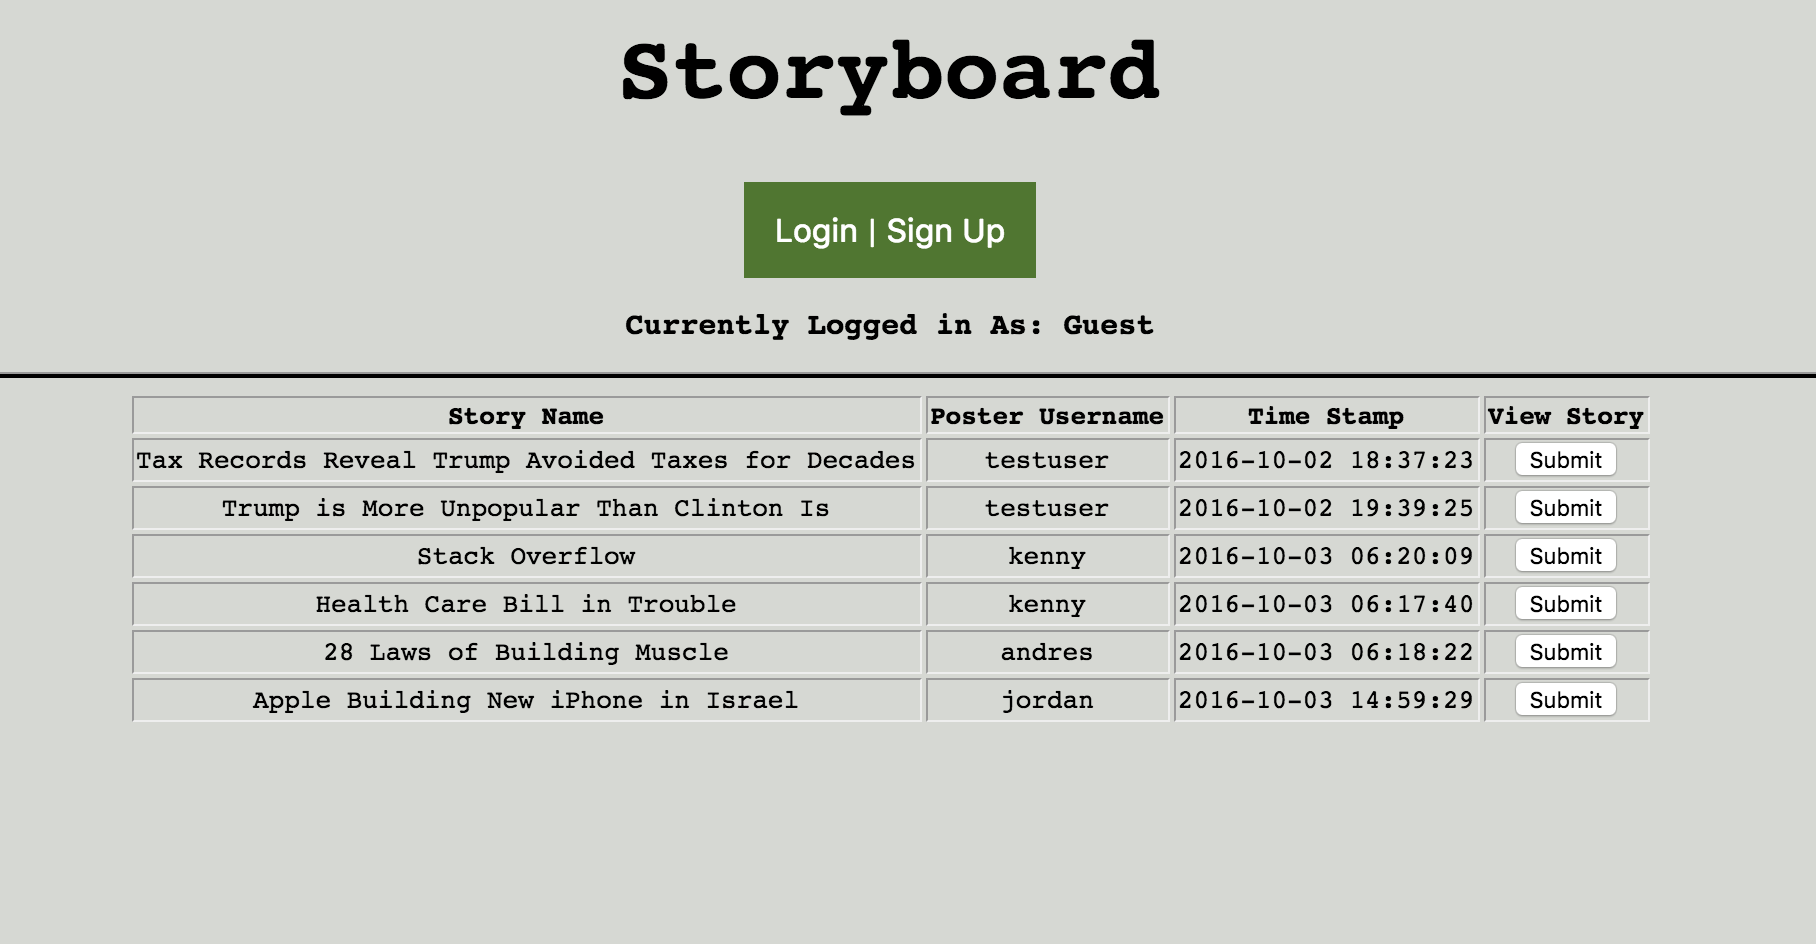 Storyboard
Login | Sign Up
Currently Logged in As: Guest
Story Name Poster Username Time Stamp View Story
Tax Records Reveal Trump Avoided Taxes for Decades testuser 2016-10-02 18:37:23 Submit
Trump is More Unpopular Than Clinton Is testuser 2016-10-02 19:39:25 Submit
Stack Overflow kenny 2016-10-03 06:20:09 Submit
Health Care Bill in Trouble kenny 2016-10-03 06:17:40 Submit
28 Laws of Building Muscle andres 2016-10-03 06:18:22 Submit
Apple Building New iPhone in Israel jordan 2016-10-03 14:59:29 Submit